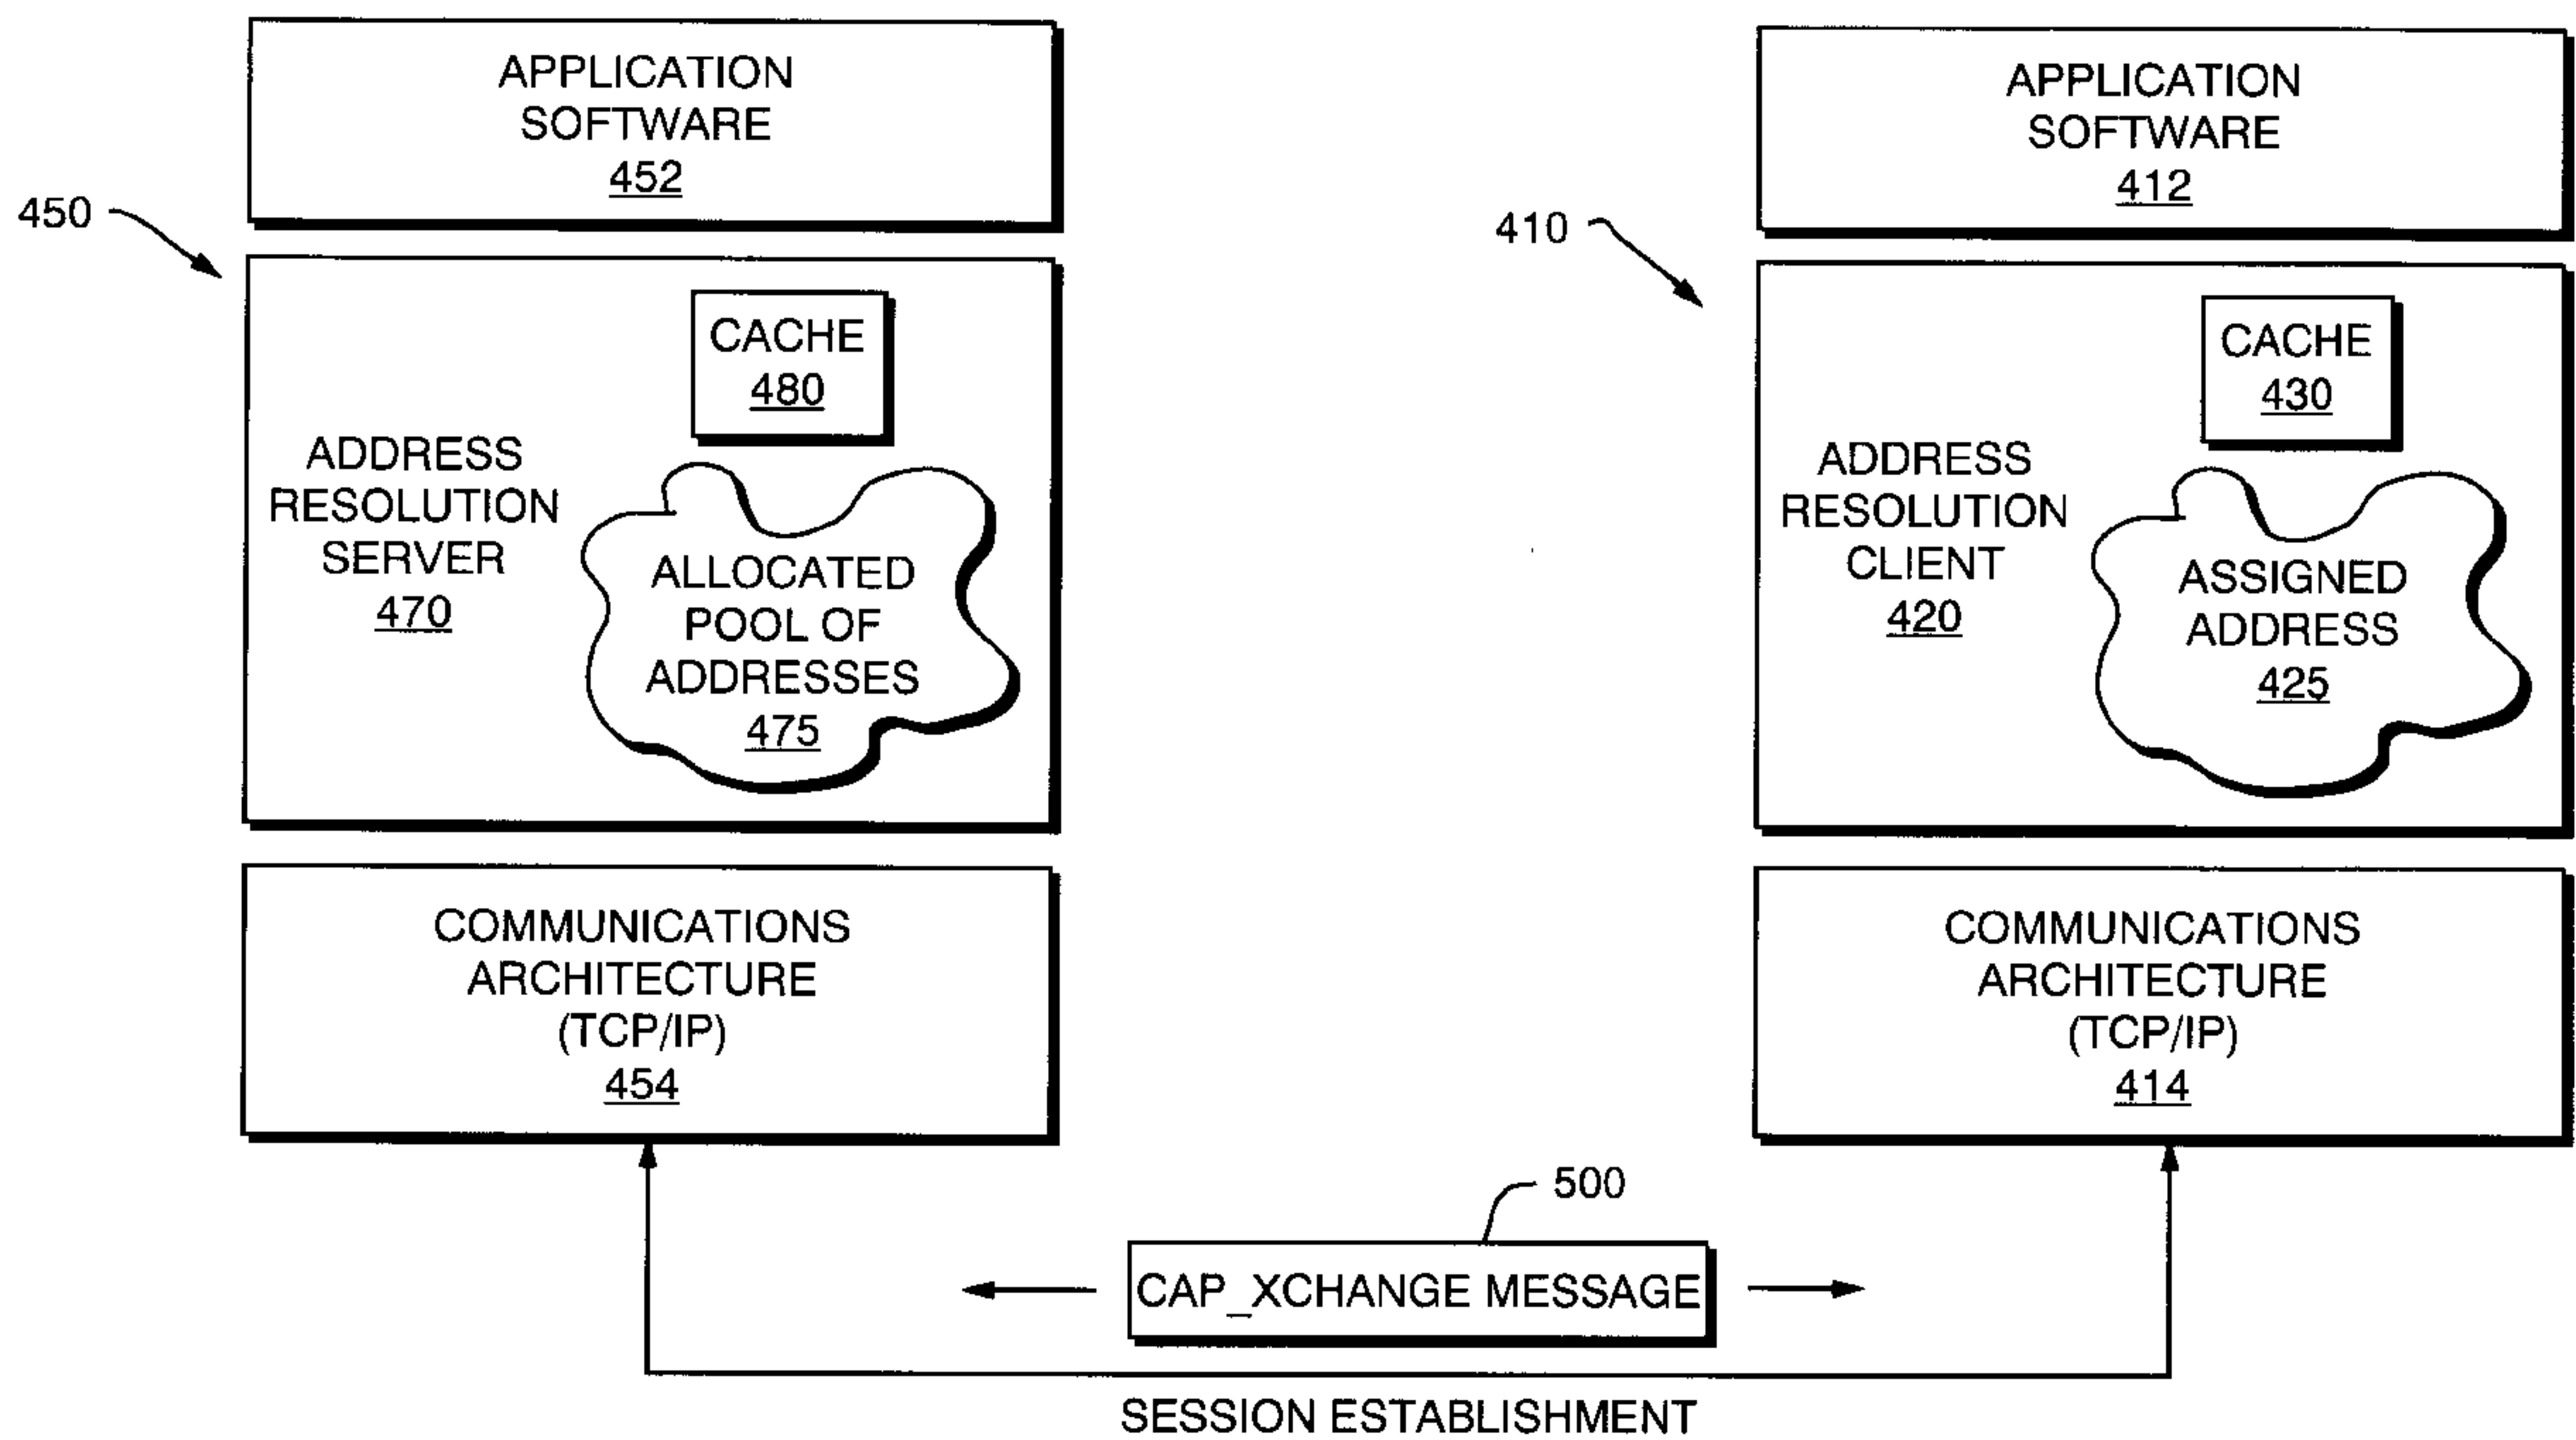 450
APPLICATION
SOFTWARE
452
CACHE
480
ADDRESS
RESOLUTION
SERVER
470
ALLOCATED
POOL OF
ADDRESSES
475
COMMUNICATIONS
ARCHITECTURE
(TCP/IP)
454
410
APPLICATION
SOFTWARE
412
CACHE
430
ADDRESS
RESOLUTION
CLIENT
420
ASSIGNED
ADDRESS
425
COMMUNICATIONS
ARCHITECTURE
(TCP/IP)
414
500
CAP_XCHANGE MESSAGE
SESSION ESTABLISHMENT